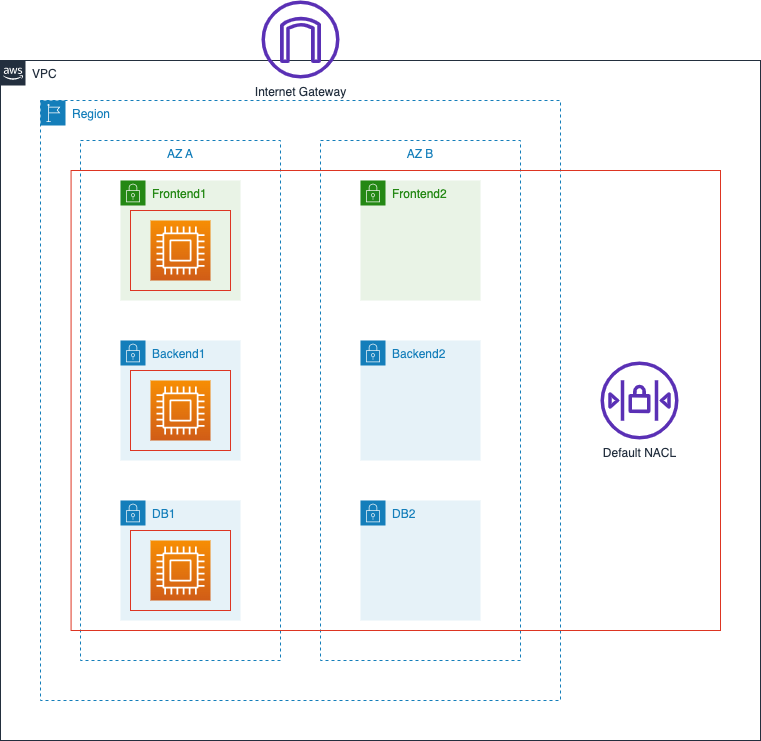 Internet Gateway
aws
VPC
Region
AZ A
AZ B
Frontend1
Frontend2
Backend1
Backend2
Default NACL
DB1
DB2